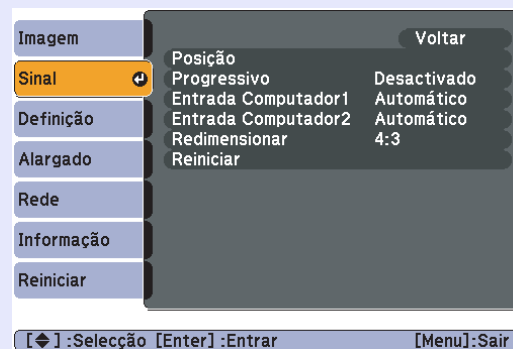 Imagem
Sinal
Definição
Alargado
Rede
Informação
Reiniciar
Voltar
Posição
Progressivo Desactivado
Entrada Computador1 Automático
Entrada Computador2 Automático
Redimensionar 4:3
Reiniciar
[◆] :Selecção [Enter] :Entrar [Menu]:Sair